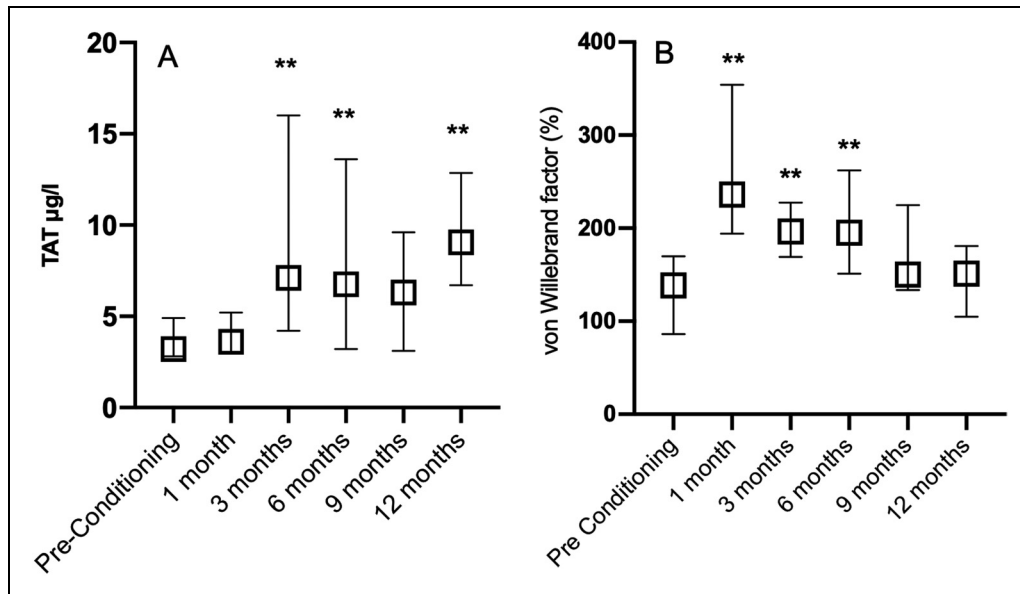 A
20
15
10
5
0
TAT µg/l
**
**
**
Pre-Conditioning
1 month
3 months
6 months
9 months
12 months
B
400
300
200
100
0
von Willebrand factor (%)
**
**
**
Pre Conditioning
1 month
3 months
6 months
9 months
12 months